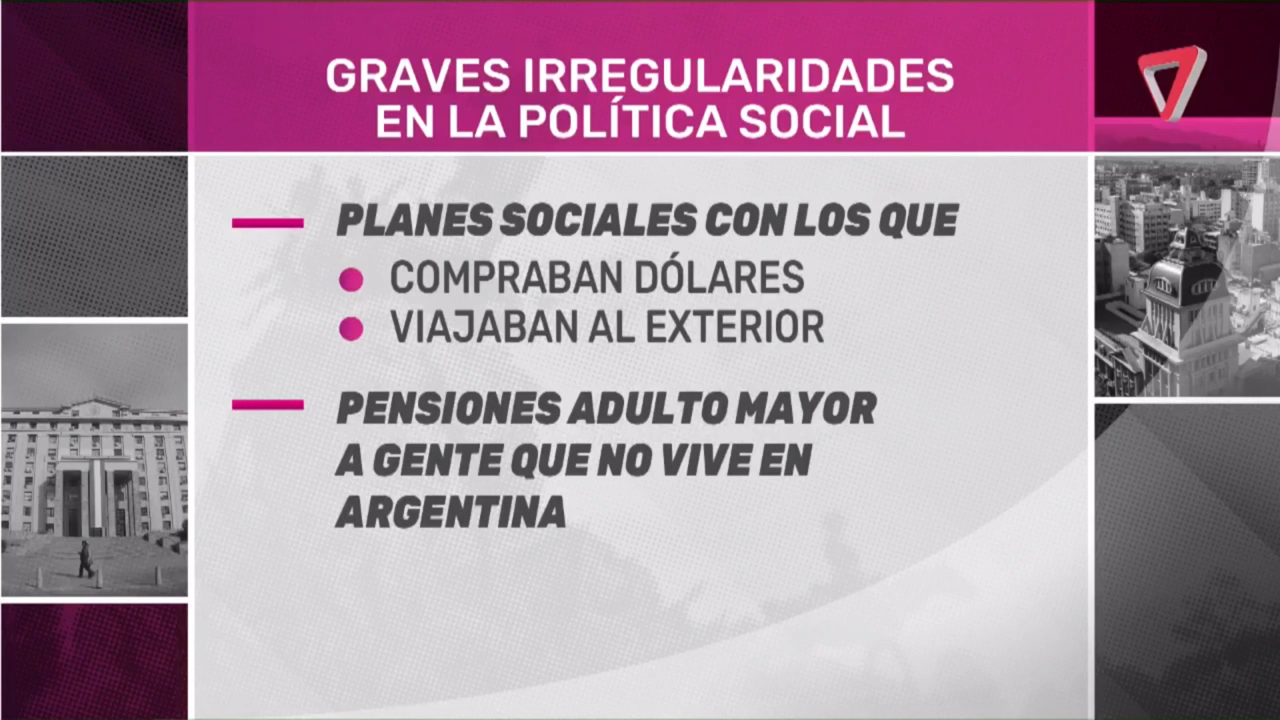 GRAVES IRREGULARIDADES
EN LA POLÍTICA SOCIAL
PLANES SOCIALES CON LOS QUE
COMPRABAN DÓLARES
VIAJABAN AL EXTERIOR
PENSIONES ADULTO MAYOR
A GENTE QUE NO VIVE EN
ARGENTINA